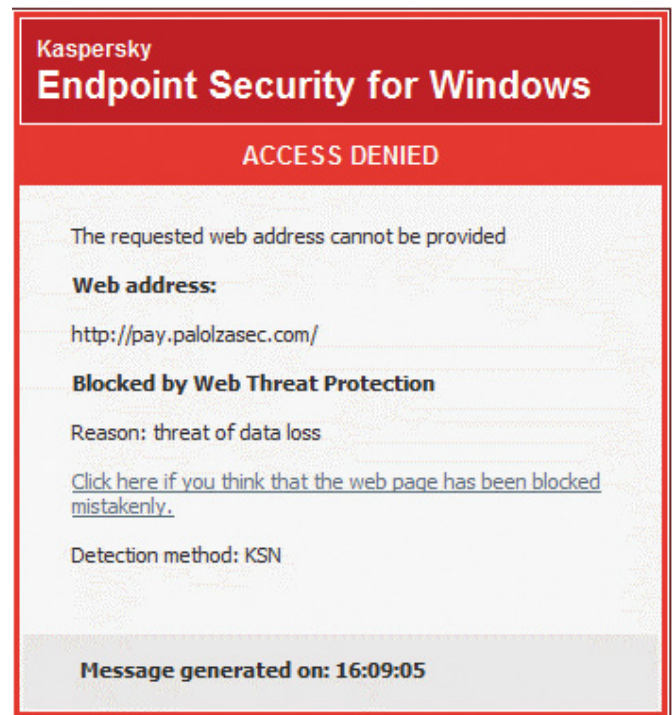 Kaspersky
Endpoint Security for Windows
ACCESS DENIED
The requested web address cannot be provided
Web address:
http://pay.palolzasec.com/
Blocked by Web Threat Protection
Reason: threat of data loss
Click here if you think that the web page has been blocked
mistakenly.
Detection method: KSN
Message generated on: 16:09:05